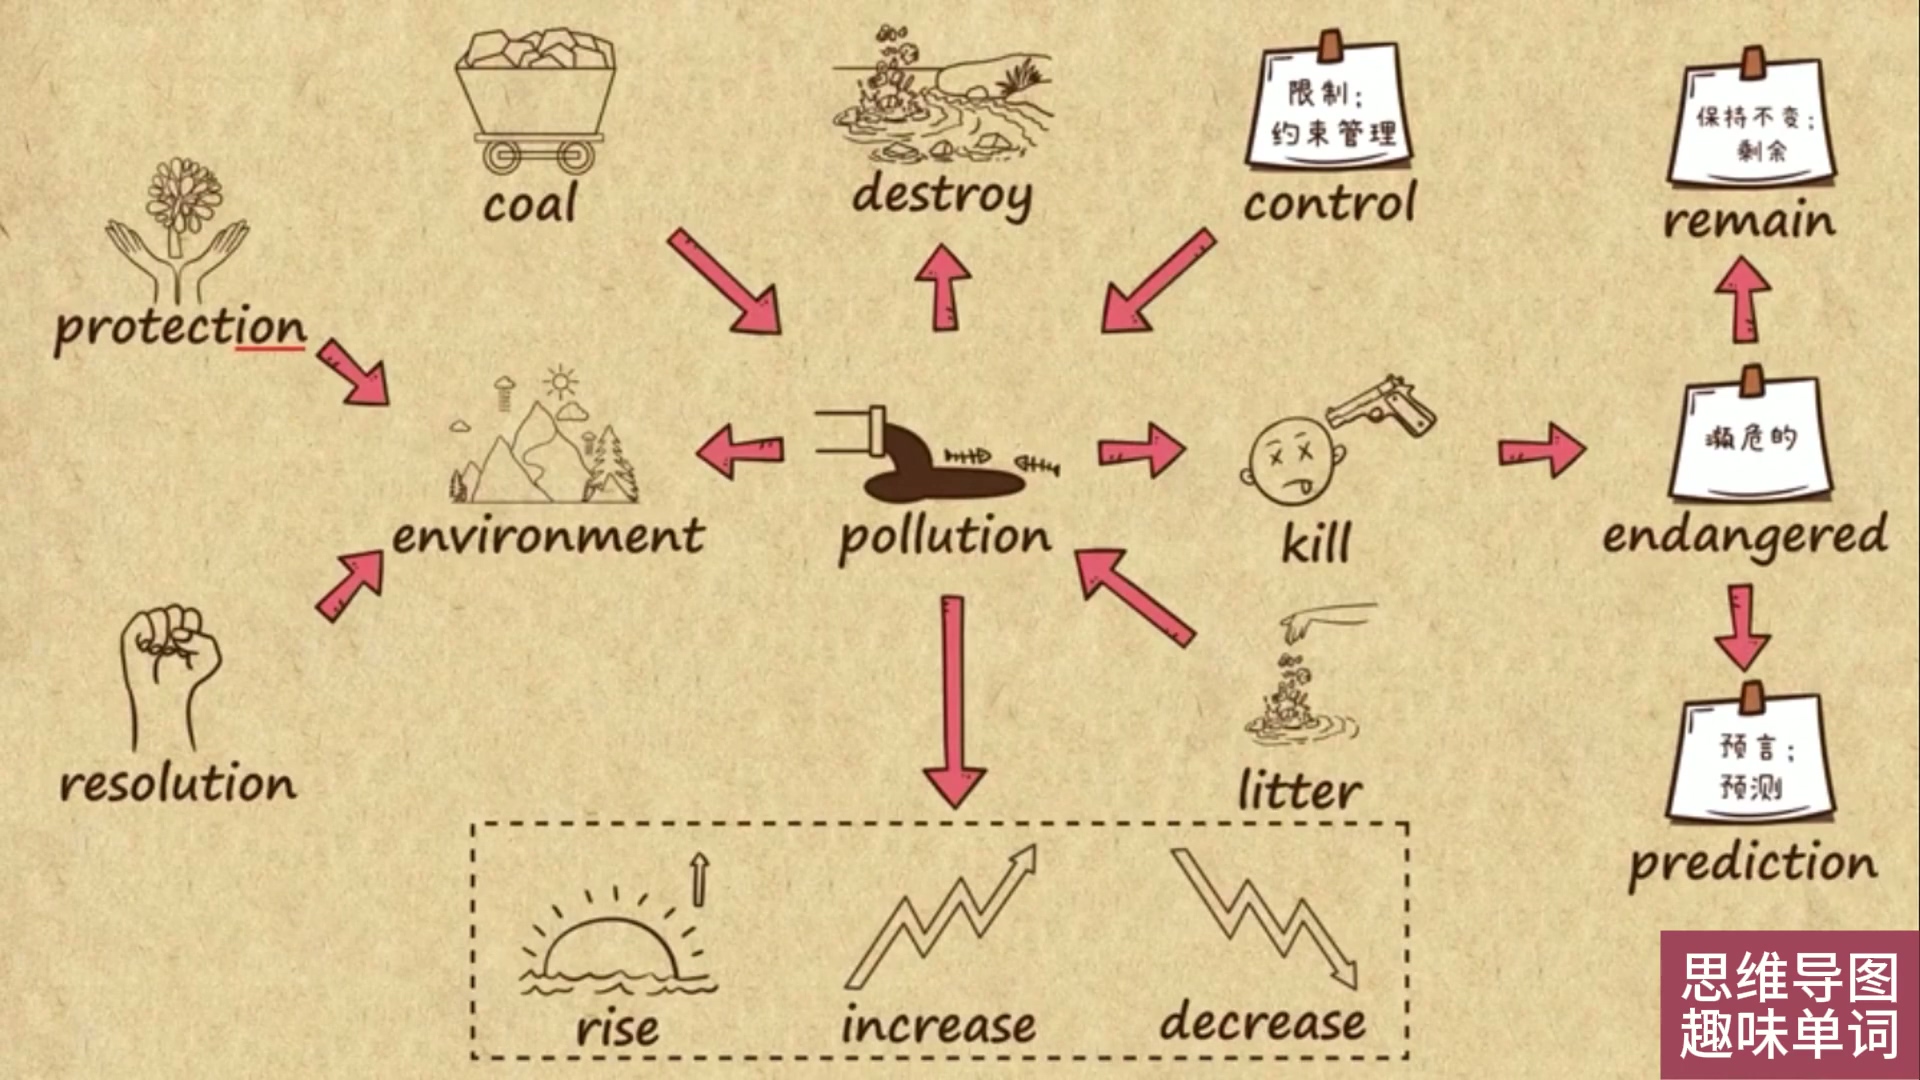 coal
destroy
限制;
约束管理
control
保持不变;
剩余
remain
protection
environment
pollution
kill
濒危的
endangered
resolution
litter
预言;
预测
prediction
rise
increase
decrease
思维导图
趣味单词